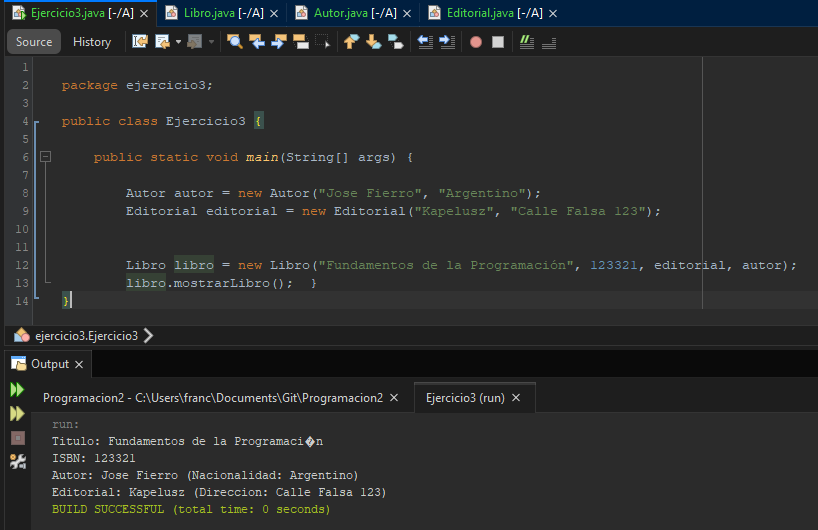 Ejercicio3.java [-/A] Libro.java [-/A] Autor.java [-/A] Editorial.java [-/A]
Source History
1
2 package ejercicio3;
3
4 public class Ejercicio3 {
5
6 public static void main(String[] args) {
7
8 Autor autor = new Autor("Jose Fierro", "Argentino");
9 Editorial editorial = new Editorial("Kapelusz", "Calle Falsa 123");
10
11
12 Libro libro = new Libro("Fundamentos de la Programación", 123321, editorial, autor);
13 libro.mostrarLibro(); }
14 }
ejercicio3.Ejercicio3
Output
Programacion2 - C:\Users\franc\Documents\Git\Programacion2 Ejercicio3 (run)
run:
Titulo: Fundamentos de la Programaci�n
ISBN: 123321
Autor: Jose Fierro (Nacionalidad: Argentino)
Editorial: Kapelusz (Direccion: Calle Falsa 123)
BUILD SUCCESSFUL (total time: 0 seconds)